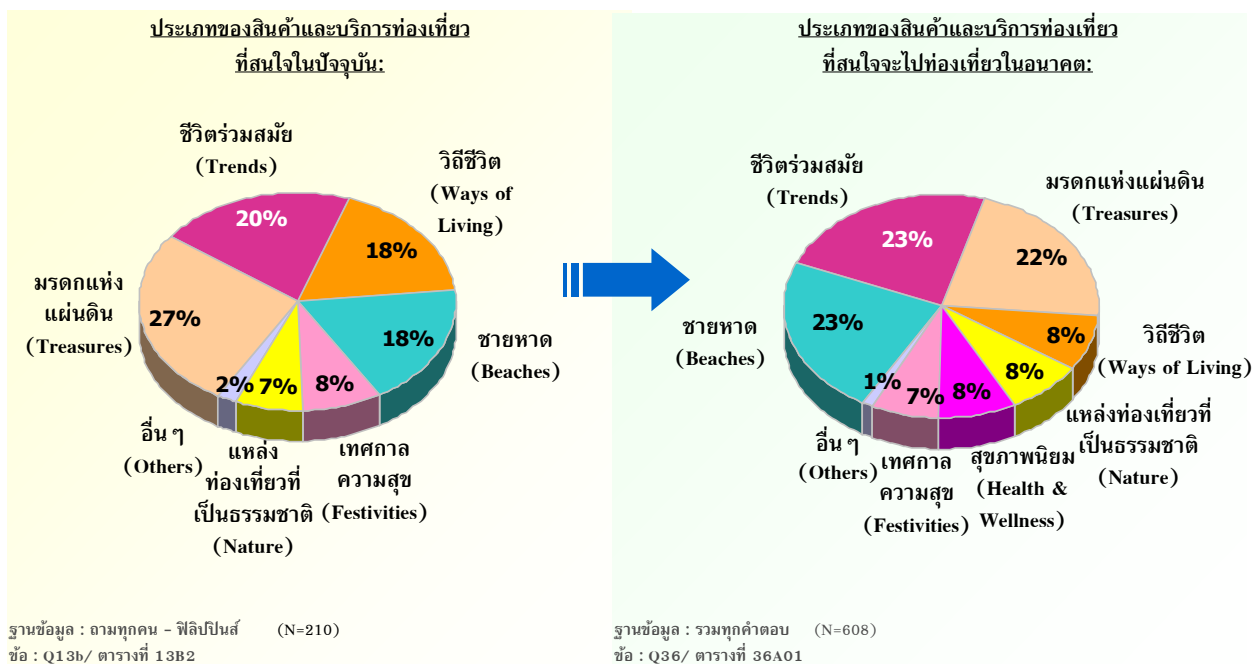 ประเภทของสินค้าและบริการท่องเที่ยว
ที่สนใจในปัจจุบัน:
ชีวิตร่วมสมัย
(Trends)
วิถีชีวิต
(Ways of
Living)
20%
18%
มรดกแห่ง
แผ่นดิน
(Treasures)
27%
18%
ชายหาด
(Beaches)
2%
7%
8%
อื่น ๆ
(Others)
แหล่ง
ท่องเที่ยวที่
เป็นธรรมชาติ
(Nature)
เทศกาล
ความสุข
(Festivities)
ฐานข้อมูล : ถามทุกคน - ฟิลิปปินส์ (N=210)
ข้อ : Q13b/ ตารางที่ 13B2
ประเภทของสินค้าและบริการท่องเที่ยว
ที่สนใจจะไปท่องเที่ยวในอนาคต:
ชีวิตร่วมสมัย
(Trends)
มรดกแห่งแผ่นดิน
(Treasures)
23%
22%
ชายหาด
(Beaches)
23%
8%
วิถีชีวิต
(Ways of Living)
1%
7%
8%
8%
อื่น ๆ
(Others)
เทศกาล
ความสุข
(Festivities)
สุขภาพนิยม
(Health &
Wellness)
แหล่งท่องเที่ยวที่
เป็นธรรมชาติ
(Nature)
ฐานข้อมูล : รวมทุกคำตอบ (N=608)
ข้อ : Q36/ ตารางที่ 36A01